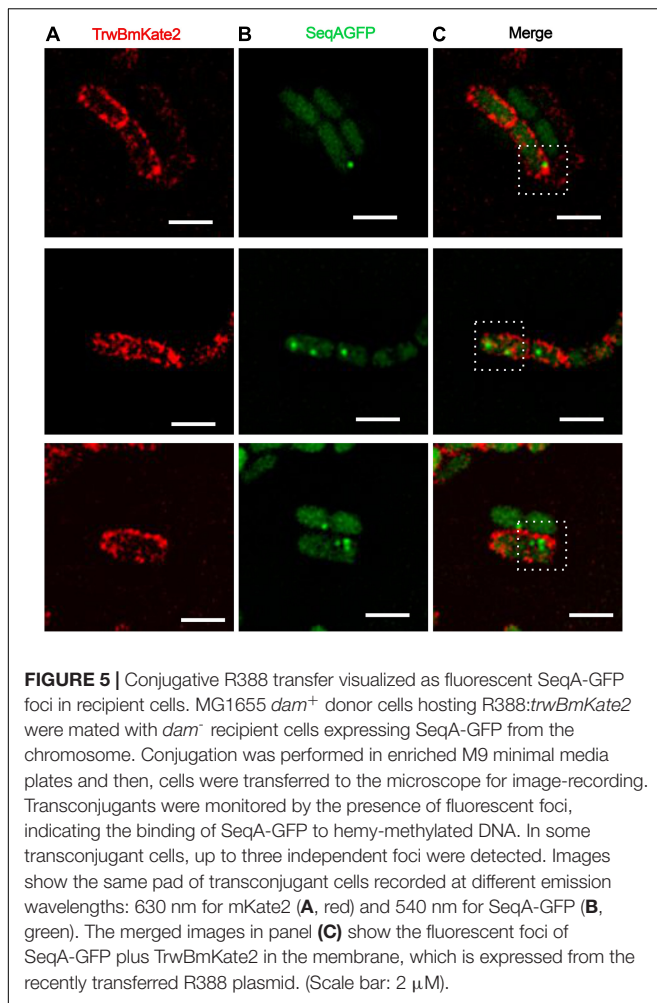 A TrwBmKate2 B SeqAGFP C Merge
FIGURE 5 | Conjugative R388 transfer visualized as fluorescent SeqA-GFP
foci in recipient cells. MG1655 dam+ donor cells hosting R388:trwBmKate2
were mated with dam- recipient cells expressing SeqA-GFP from the
chromosome. Conjugation was performed in enriched M9 minimal media
plates and then, cells were transferred to the microscope for image-recording.
Transconjugants were monitored by the presence of fluorescent foci,
indicating the binding of SeqA-GFP to hemy-methylated DNA. In some
transconjugant cells, up to three independent foci were detected. Images
show the same pad of transconjugant cells recorded at different emission
wavelengths: 630 nm for mKate2 (A, red) and 540 nm for SeqA-GFP (B,
green). The merged images in panel (C) show the fluorescent foci of
SeqA-GFP plus TrwBmKate2 in the membrane, which is expressed from the
recently transferred R388 plasmid. (Scale bar: 2 μM).